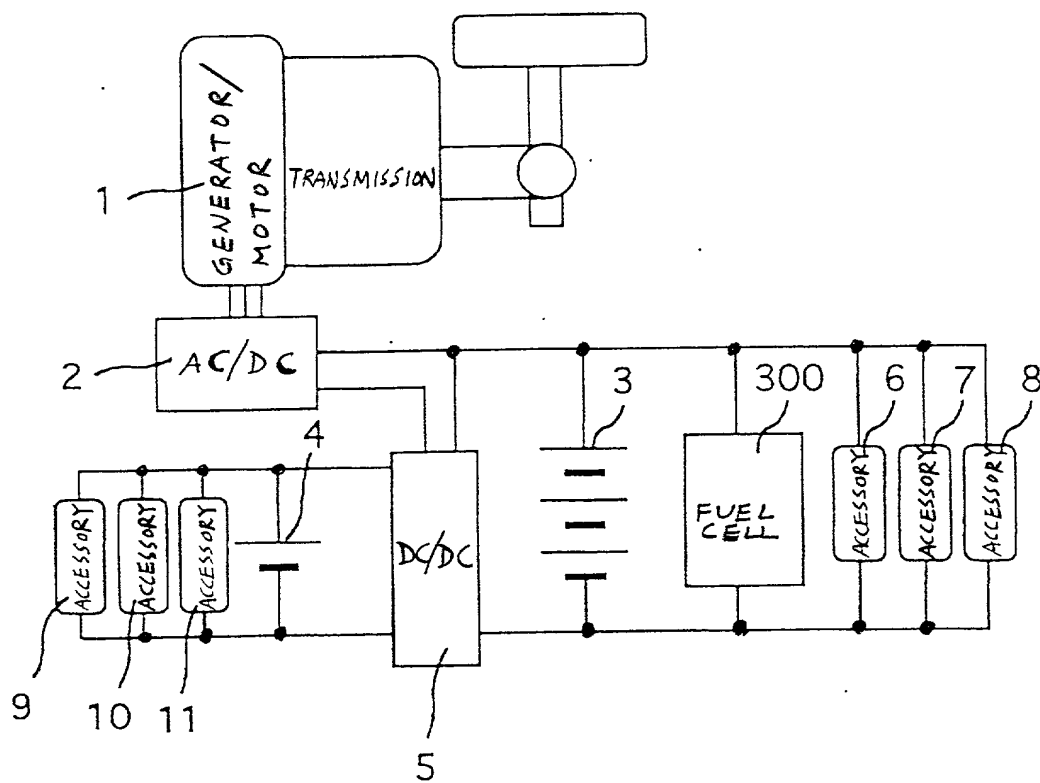 GENERATOR/
MOTOR
TRANSMISSION
1
AC/DC
2
3
300
6
7
8
4
FUEL
CELL
ACCESSORY
ACCESSORY
ACCESSORY
DC/DC
ACCESSORY
ACCESSORY
ACCESSORY
9
10
11
5